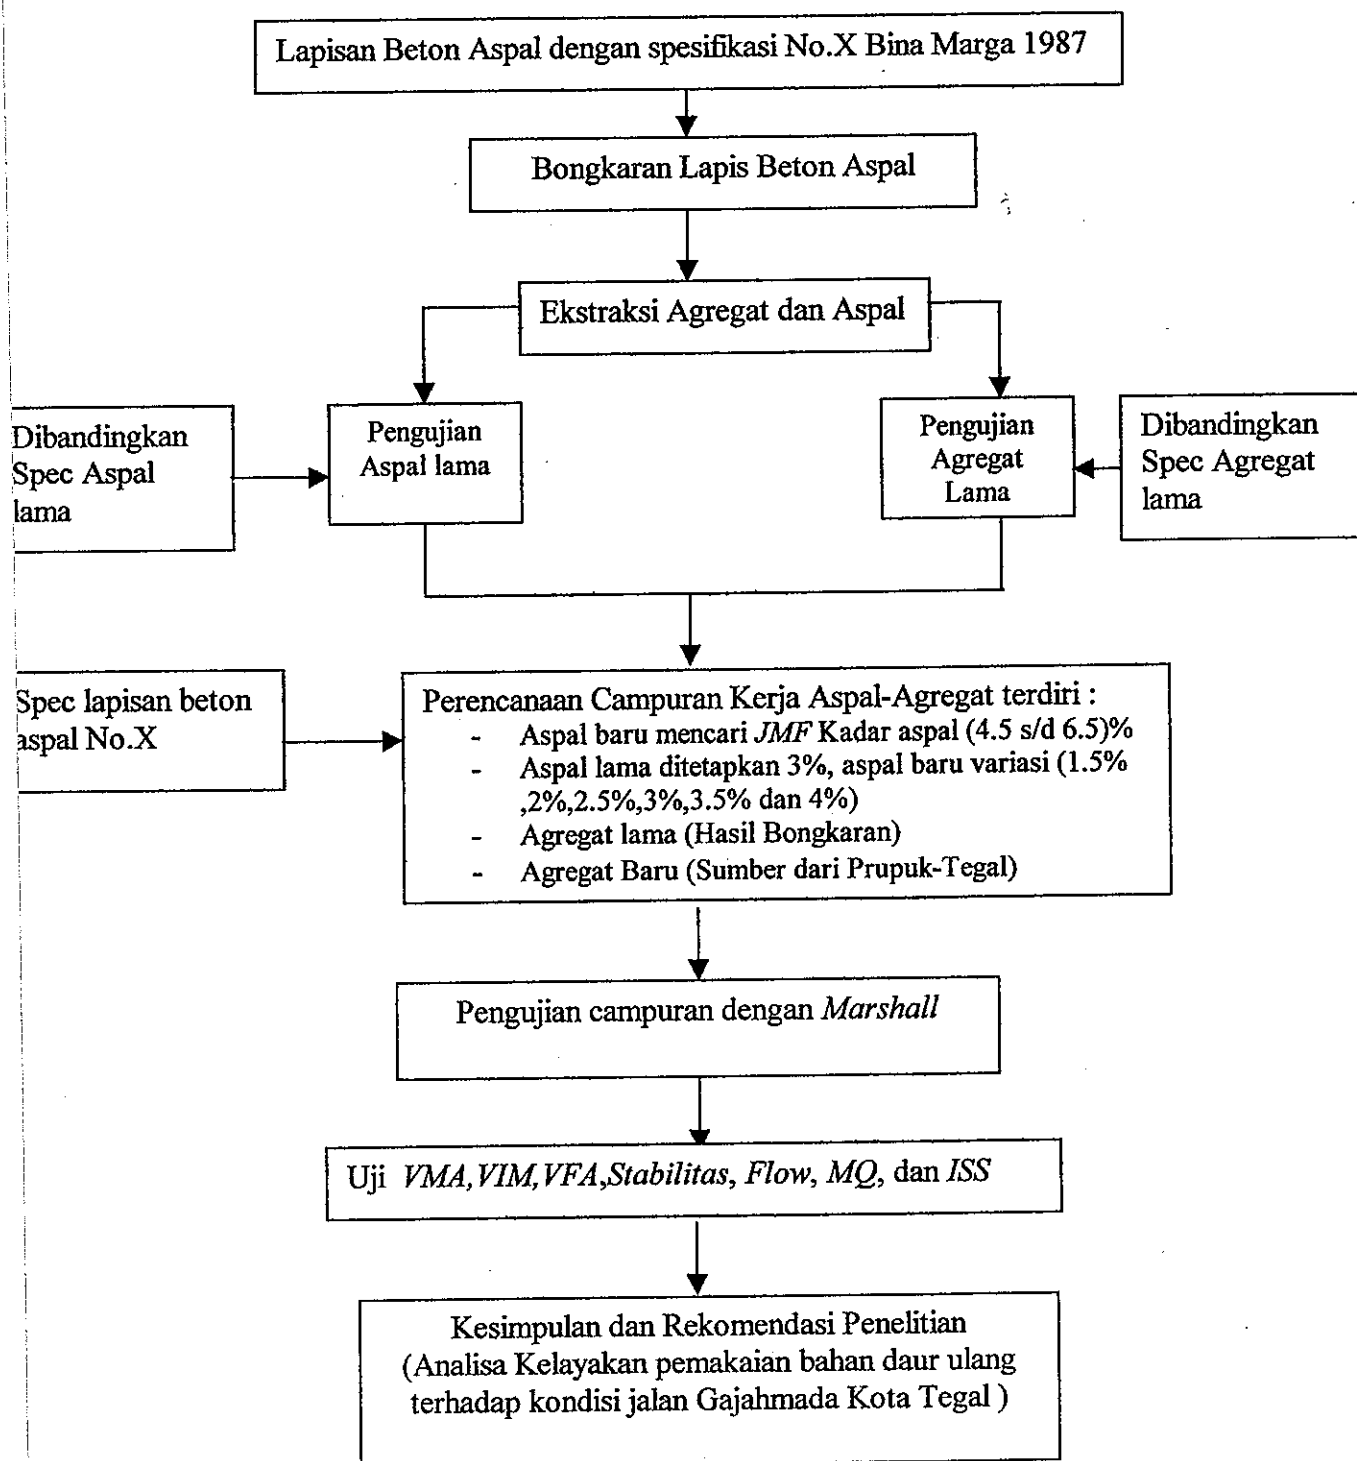 Lapisan Beton Aspal dengan spesifikasi No.X Bina Marga 1987
Bongkaran Lapis Beton Aspal
Ekstraksi Agregat dan Aspal
Dibandingkan
Spec Aspal
lama
Pengujian
Aspal lama
Pengujian
Agregat
Lama
Dibandingkan
Spec Agregat
lama
Spec lapisan beton
aspal No.X
Perencanaan Campuran Kerja Aspal-Agregat terdiri :
- Aspal baru mencari JMF Kadar aspal (4.5 s/d 6.5)%
- Aspal lama ditetapkan 3%, aspal baru variasi (1.5%
,2%,2.5%,3%,3.5% dan 4%)
- Agregat lama (Hasil Bongkaran)
- Agregat Baru (Sumber dari Prupuk-Tegal)
Pengujian campuran dengan Marshall
Uji VMA, VIM, VFA,Stabilitas, Flow, MQ, dan ISS
Kesimpulan dan Rekomendasi Penelitian
(Analisa Kelayakan pemakaian bahan daur ulang
terhadap kondisi jalan Gajahmada Kota Tegal )